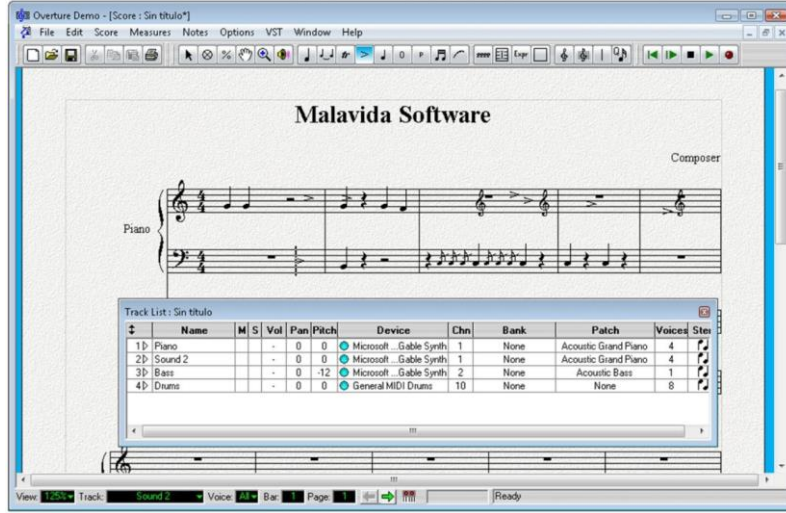 Overture Demo - [Score : Sin título*]
File Edit Score Measures Notes Options VST Window Help
Malavida Software
Composer
Piano
Track List : Sin título
Name M S Vol Pan Pitch Device Chn Bank Patch Voices Ster
1 Piano - 0 0 Microsoft ...Gable Synth 1 None Acoustic Grand Piano 4
2 Sound 2 - 0 0 Microsoft ...Gable Synth 1 None Acoustic Grand Piano 4
3 Bass - 0 -12 Microsoft ...Gable Synth 2 None Acoustic Bass 1
4 Drums - 0 0 General MIDI Drums 10 None None 8
View: 125% Track: Sound 2 Voice: All Bar: 1 Page: 1 Ready